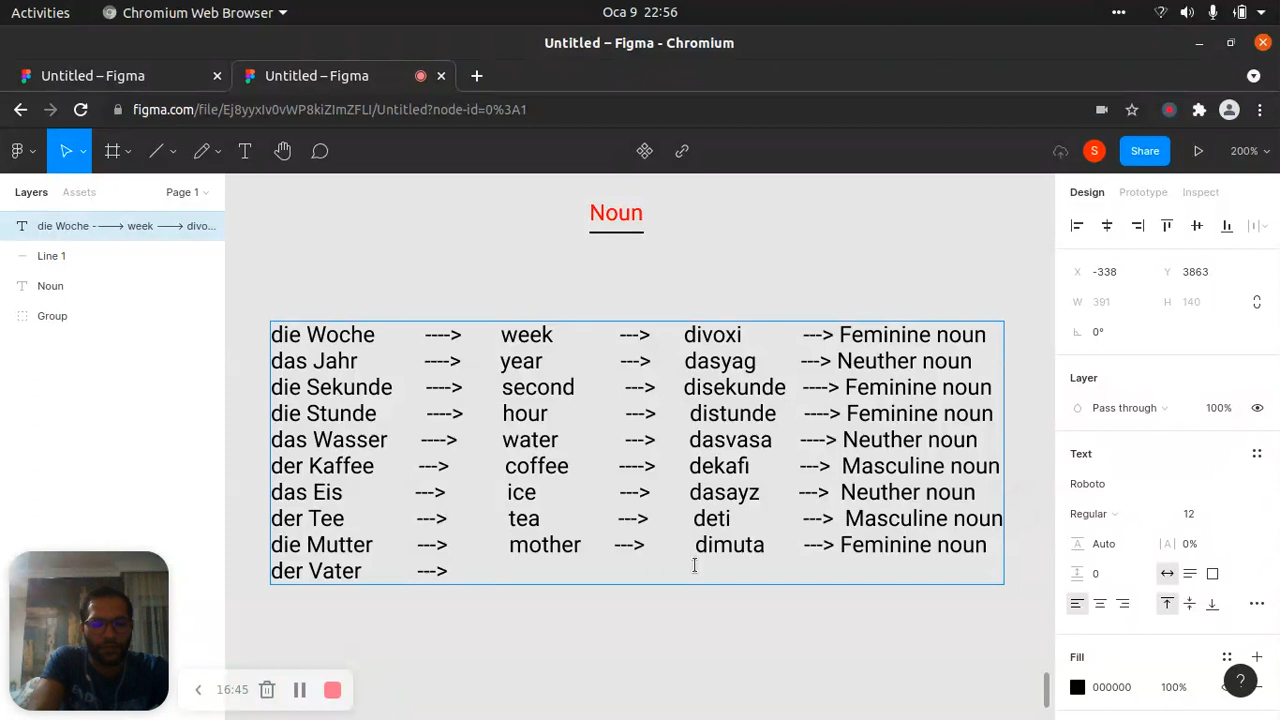 Activities Chromium Web Browser Oca 9 22:56
Untitled – Figma - Chromium
Untitled – Figma Untitled – Figma
figma.com/file/Ej8yyxIv0vWP8kiZImZFLI/Untitled?node-id=0%3A1
S Share 200%
Layers Assets Page 1
die Woche ----> week ---> divo...
Line 1
Noun
Group
Noun
die Woche ----> week ---> divoxi ---> Feminine noun
das Jahr ----> year ---> dasyag ---> Neuther noun
die Sekunde ----> second ---> disekunde ----> Feminine noun
die Stunde ----> hour ---> distunde ----> Feminine noun
das Wasser ----> water ---> dasvasa ----> Neuther noun
der Kaffee ---> coffee ----> dekafi ---> Masculine noun
das Eis ---> ice ---> dasayz ---> Neuther noun
der Tee ---> tea ---> deti ---> Masculine noun
die Mutter ---> mother ---> dimuta ---> Feminine noun
der Vater --->
16:45
Design Prototype Inspect
X -338 Y 3863
W 391 H 140
0°
Layer
Pass through 100%
Text
Roboto
Regular 12
A Auto |A| 0%
0
Fill
000000 100%
?